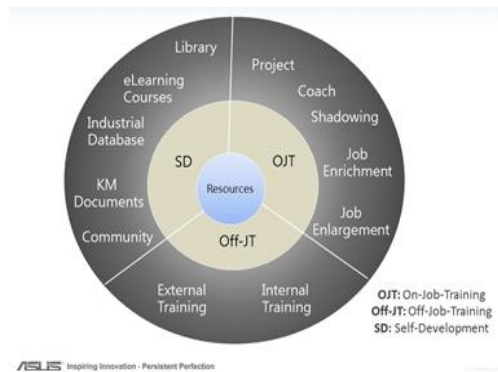 Library
eLearning
Courses
Industrial
Database
KM
Documents
Community
Project
Coach
Shadowing
Job
Enrichment
Job
Enlargement
SD
OJT
Resources
Off-JT
External
Training
Internal
Training
OJT: On-Job-Training
Off-JT: Off-Job-Training
SD: Self-Development
ASUS Inspiring Innovation - Persistent Perfection